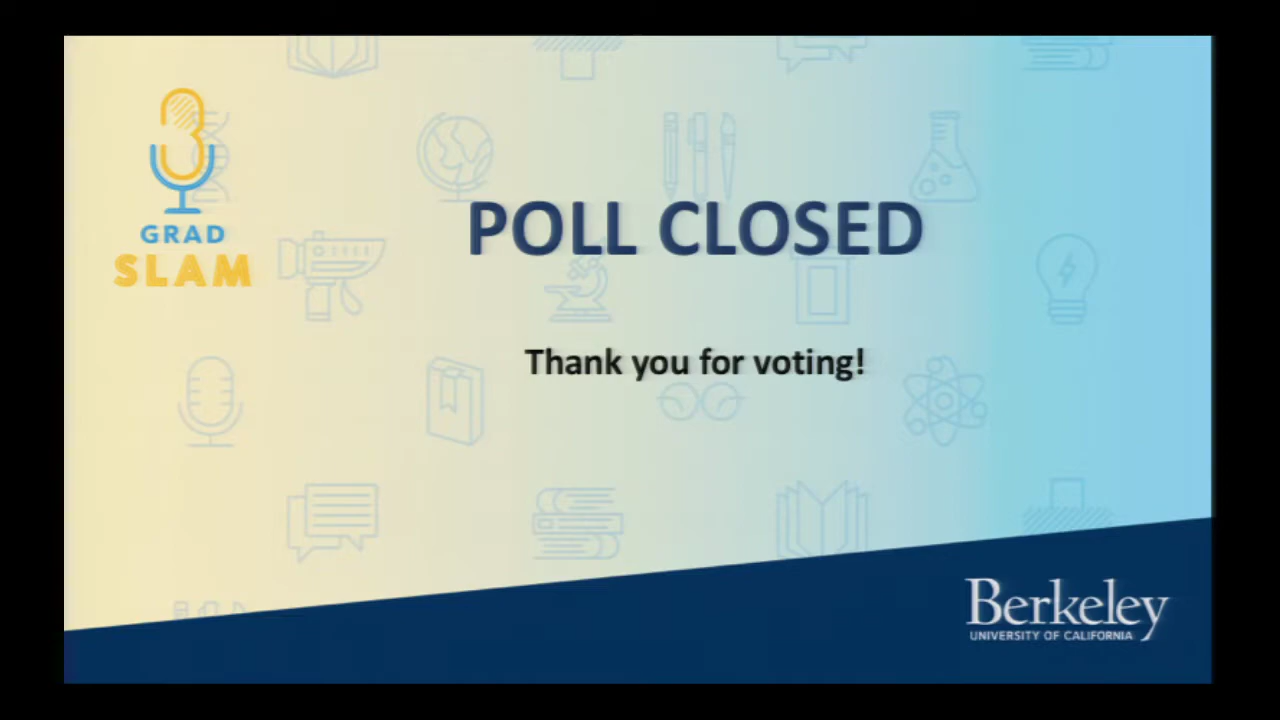 GRAD
SLAM
POLL CLOSED
Thank you for voting!
Berkeley
UNIVERSITY OF CALIFORNIA